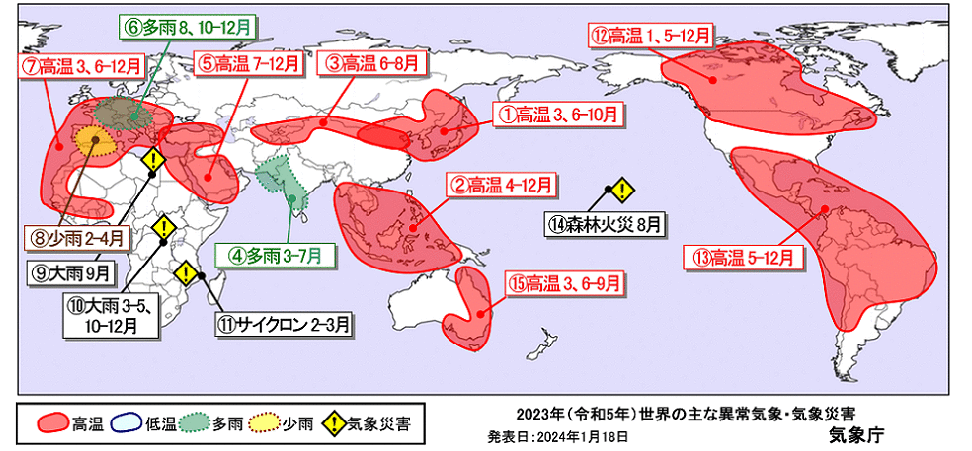 ⑥多雨 8、10−12月
⑦高温 3、6−12月
⑤高温 7−12月
③高温 6−8月
⑫高温 1、5−12月
①高温 3、6−10月
②高温 4−12月
⑭森林火災 8月
⑧少雨 2−4月
④多雨 3−7月
⑬高温 5−12月
⑨大雨 9月
⑮高温 3、6−9月
⑩大雨 3−5、
10−12月
⑪サイクロン 2−3月
高温 低温 多雨 少雨 気象災害
2023年（令和5年）世界の主な異常気象・気象災害
発表日：2024年1月18日 気象庁